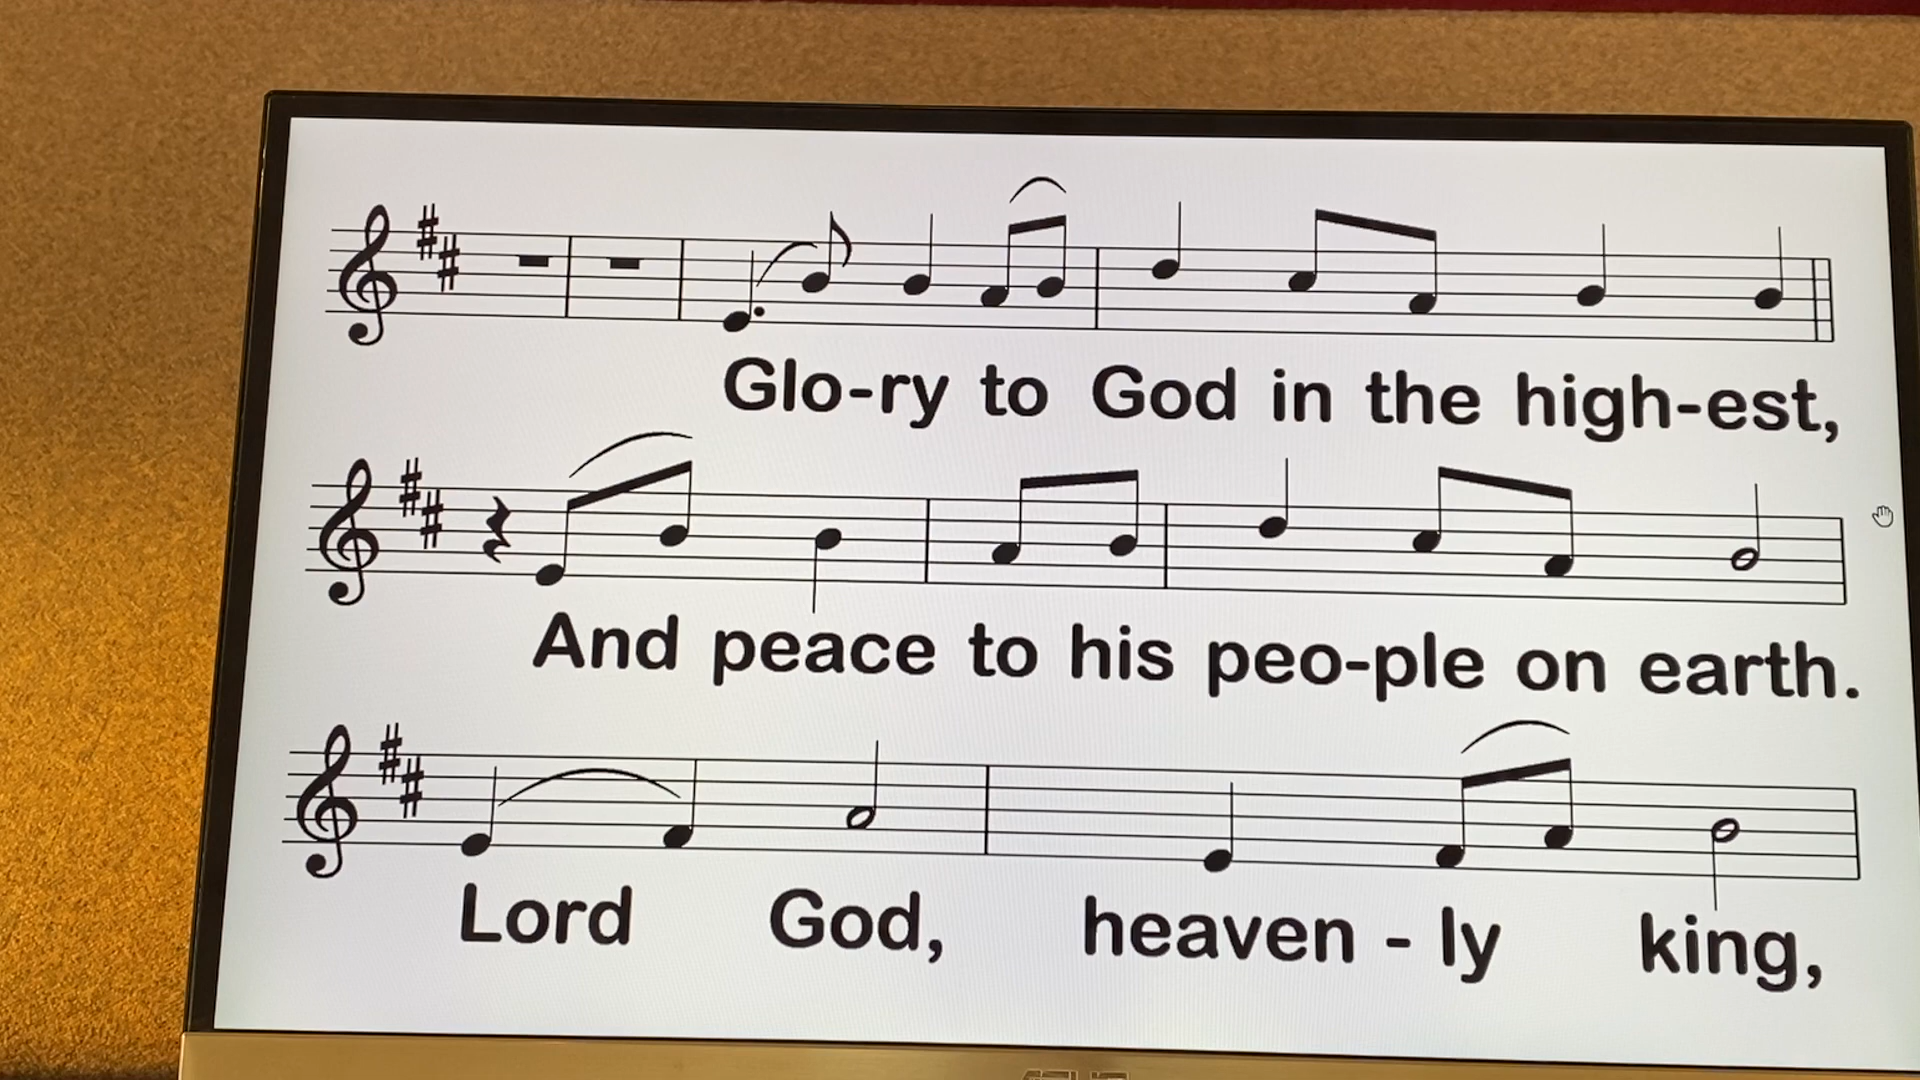 Glo-ry to God in the high-est,
And peace to his peo-ple on earth.
Lord God, heaven - ly king,